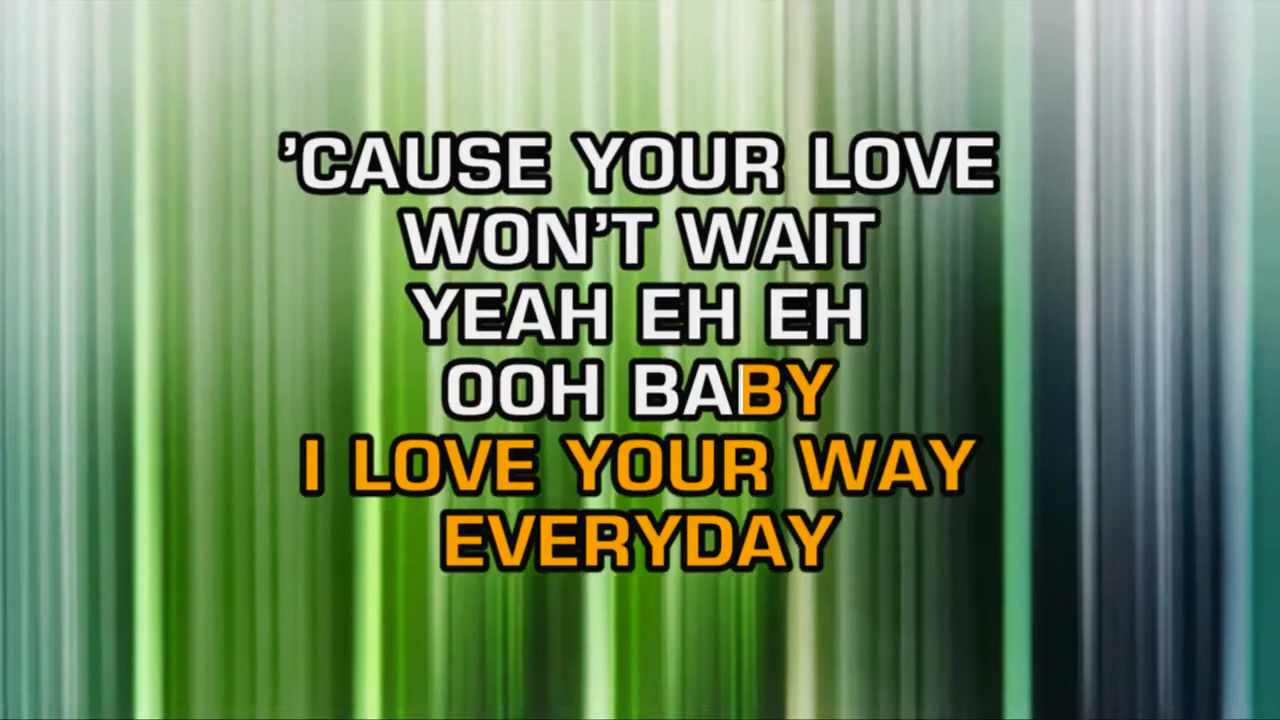 ’CAUSE YOUR LOVE
WON’T WAIT
YEAH EH EH
OOH BABY
I LOVE YOUR WAY
EVERYDAY